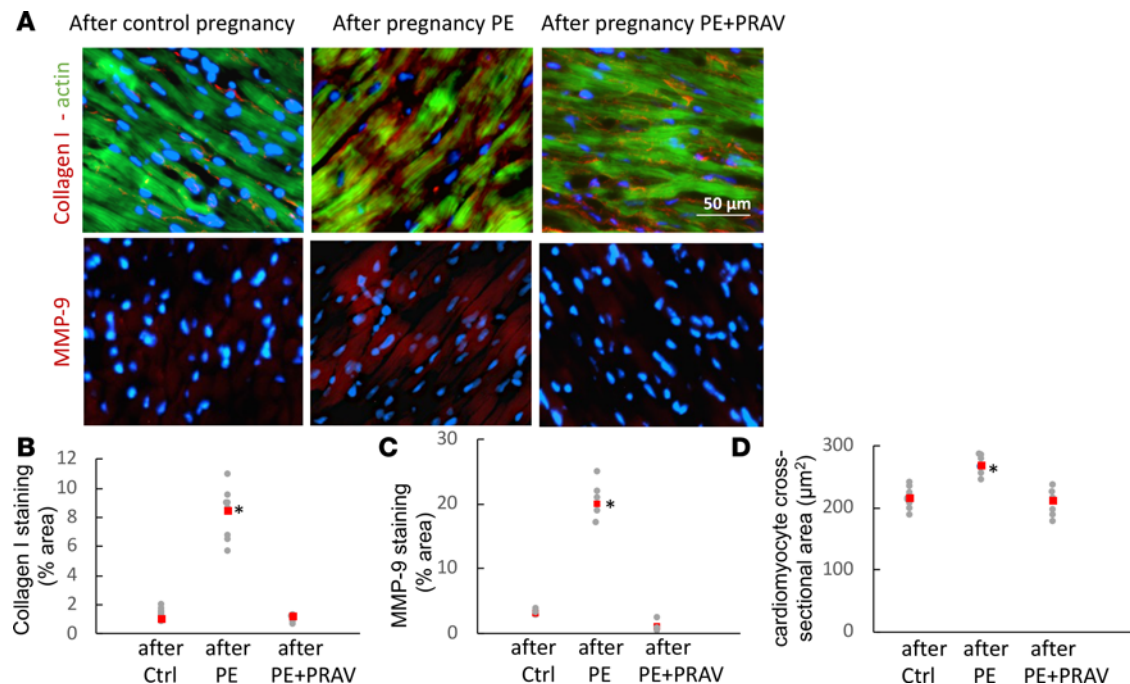 A
After control pregnancy
After pregnancy PE
After pregnancy PE+PRAV
Collagen I - actin
50 µm
MMP-9
B
Collagen I staining
(% area)
12
10
8
6
4
2
0
*
after
Ctrl
after
PE
after
PE+PRAV
C
MMP-9 staining
(% area)
30
20
10
0
*
after
Ctrl
after
PE
after
PE+PRAV
D
cardiomyocyte cross-
sectional area (µm²)
300
200
100
0
*
after
Ctrl
after
PE
after
PE+PRAV